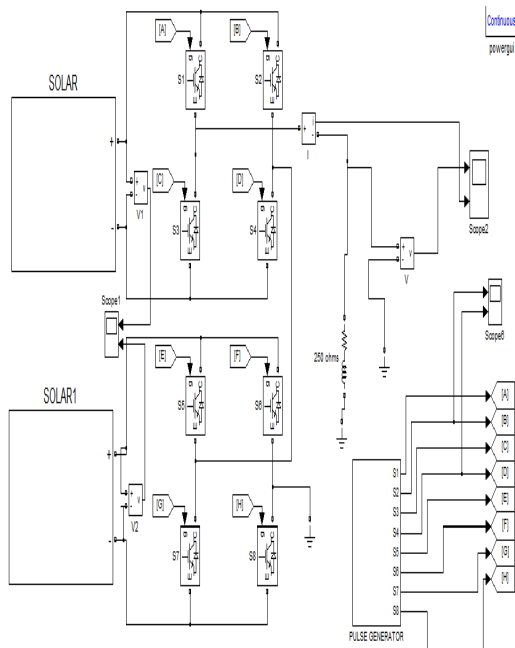 Continuous
powergui
SOLAR
[A]
[B]
S1
S2
+
-
V1
v
[C]
[D]
S3
S4
I
i
Scope2
V
v
Scope1
250 ohms
Scope6
SOLAR1
[E]
[F]
S5
S6
+
-
V2
v
[G]
[H]
S7
S8
S1
S2
S3
S4
S5
S6
S7
S8
PULSE GENERATOR
[A]
[B]
[C]
[D]
[E]
[F]
[G]
[H]